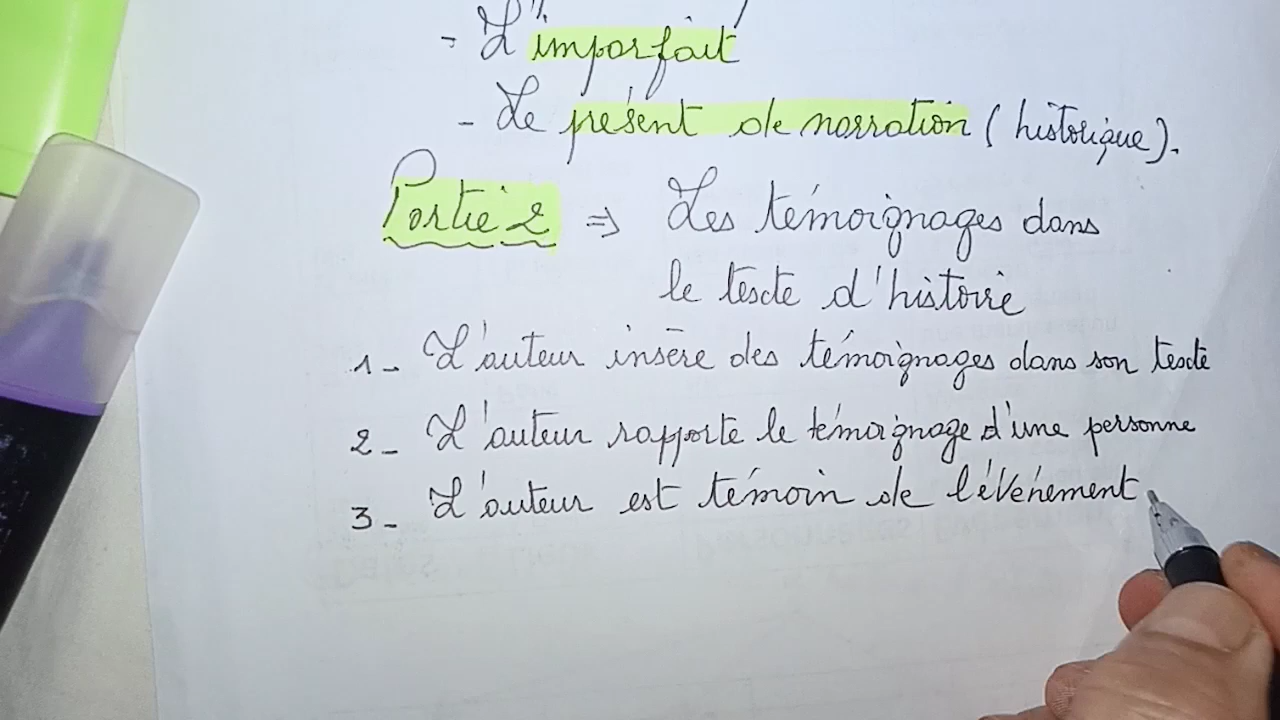 - L'imparfait
- Le présent de narration (historique).
Partie 2 ⇒ Les témoignages dans
le texte d'histoire
1- L'auteur insère des témoignages dans son texte
2- L'auteur rapporte le témoignage d'une personne
3- L'auteur est témoin de l'événement